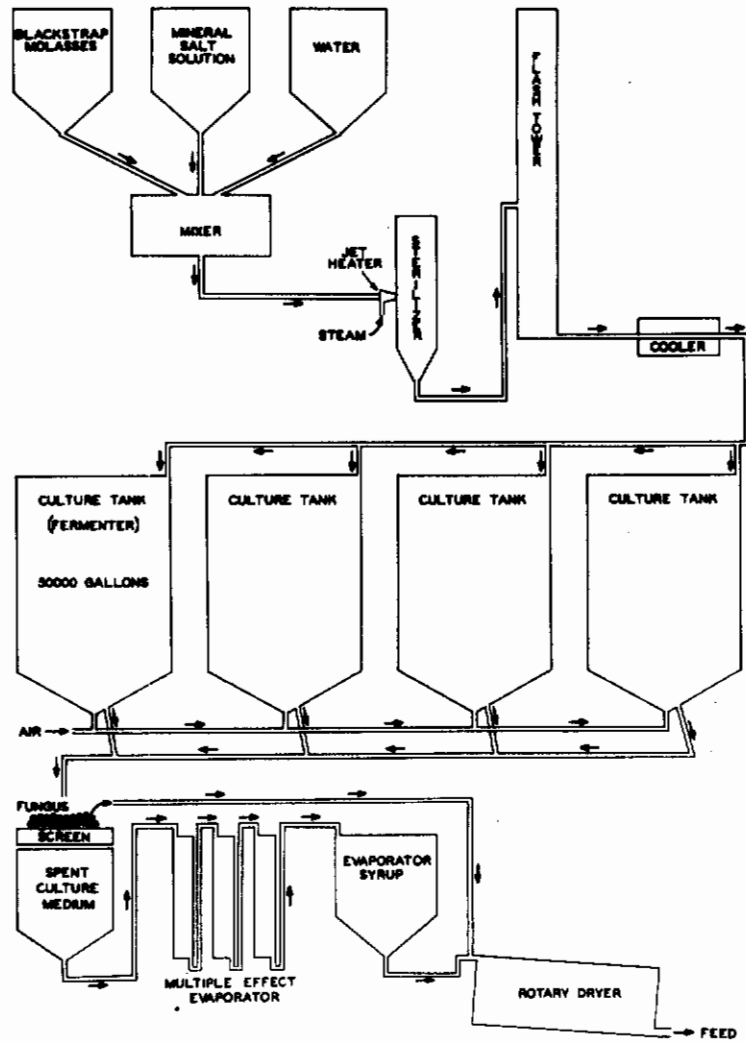 BLACKSTRAP
MOLASSES
MINERAL
SALT
SOLUTION
WATER
FLASH TOWER
MIXER
JET
HEATER
STERILIZER
STEAM
COOLER
CULTURE TANK
(FERMENTER)
50000 GALLONS
CULTURE TANK
CULTURE TANK
CULTURE TANK
AIR
FUNGUS
SCREEN
SPENT
CULTURE
MEDIUM
EVAPORATOR
SYRUP
MULTIPLE EFFECT
EVAPORATOR
ROTARY DRYER
FEED